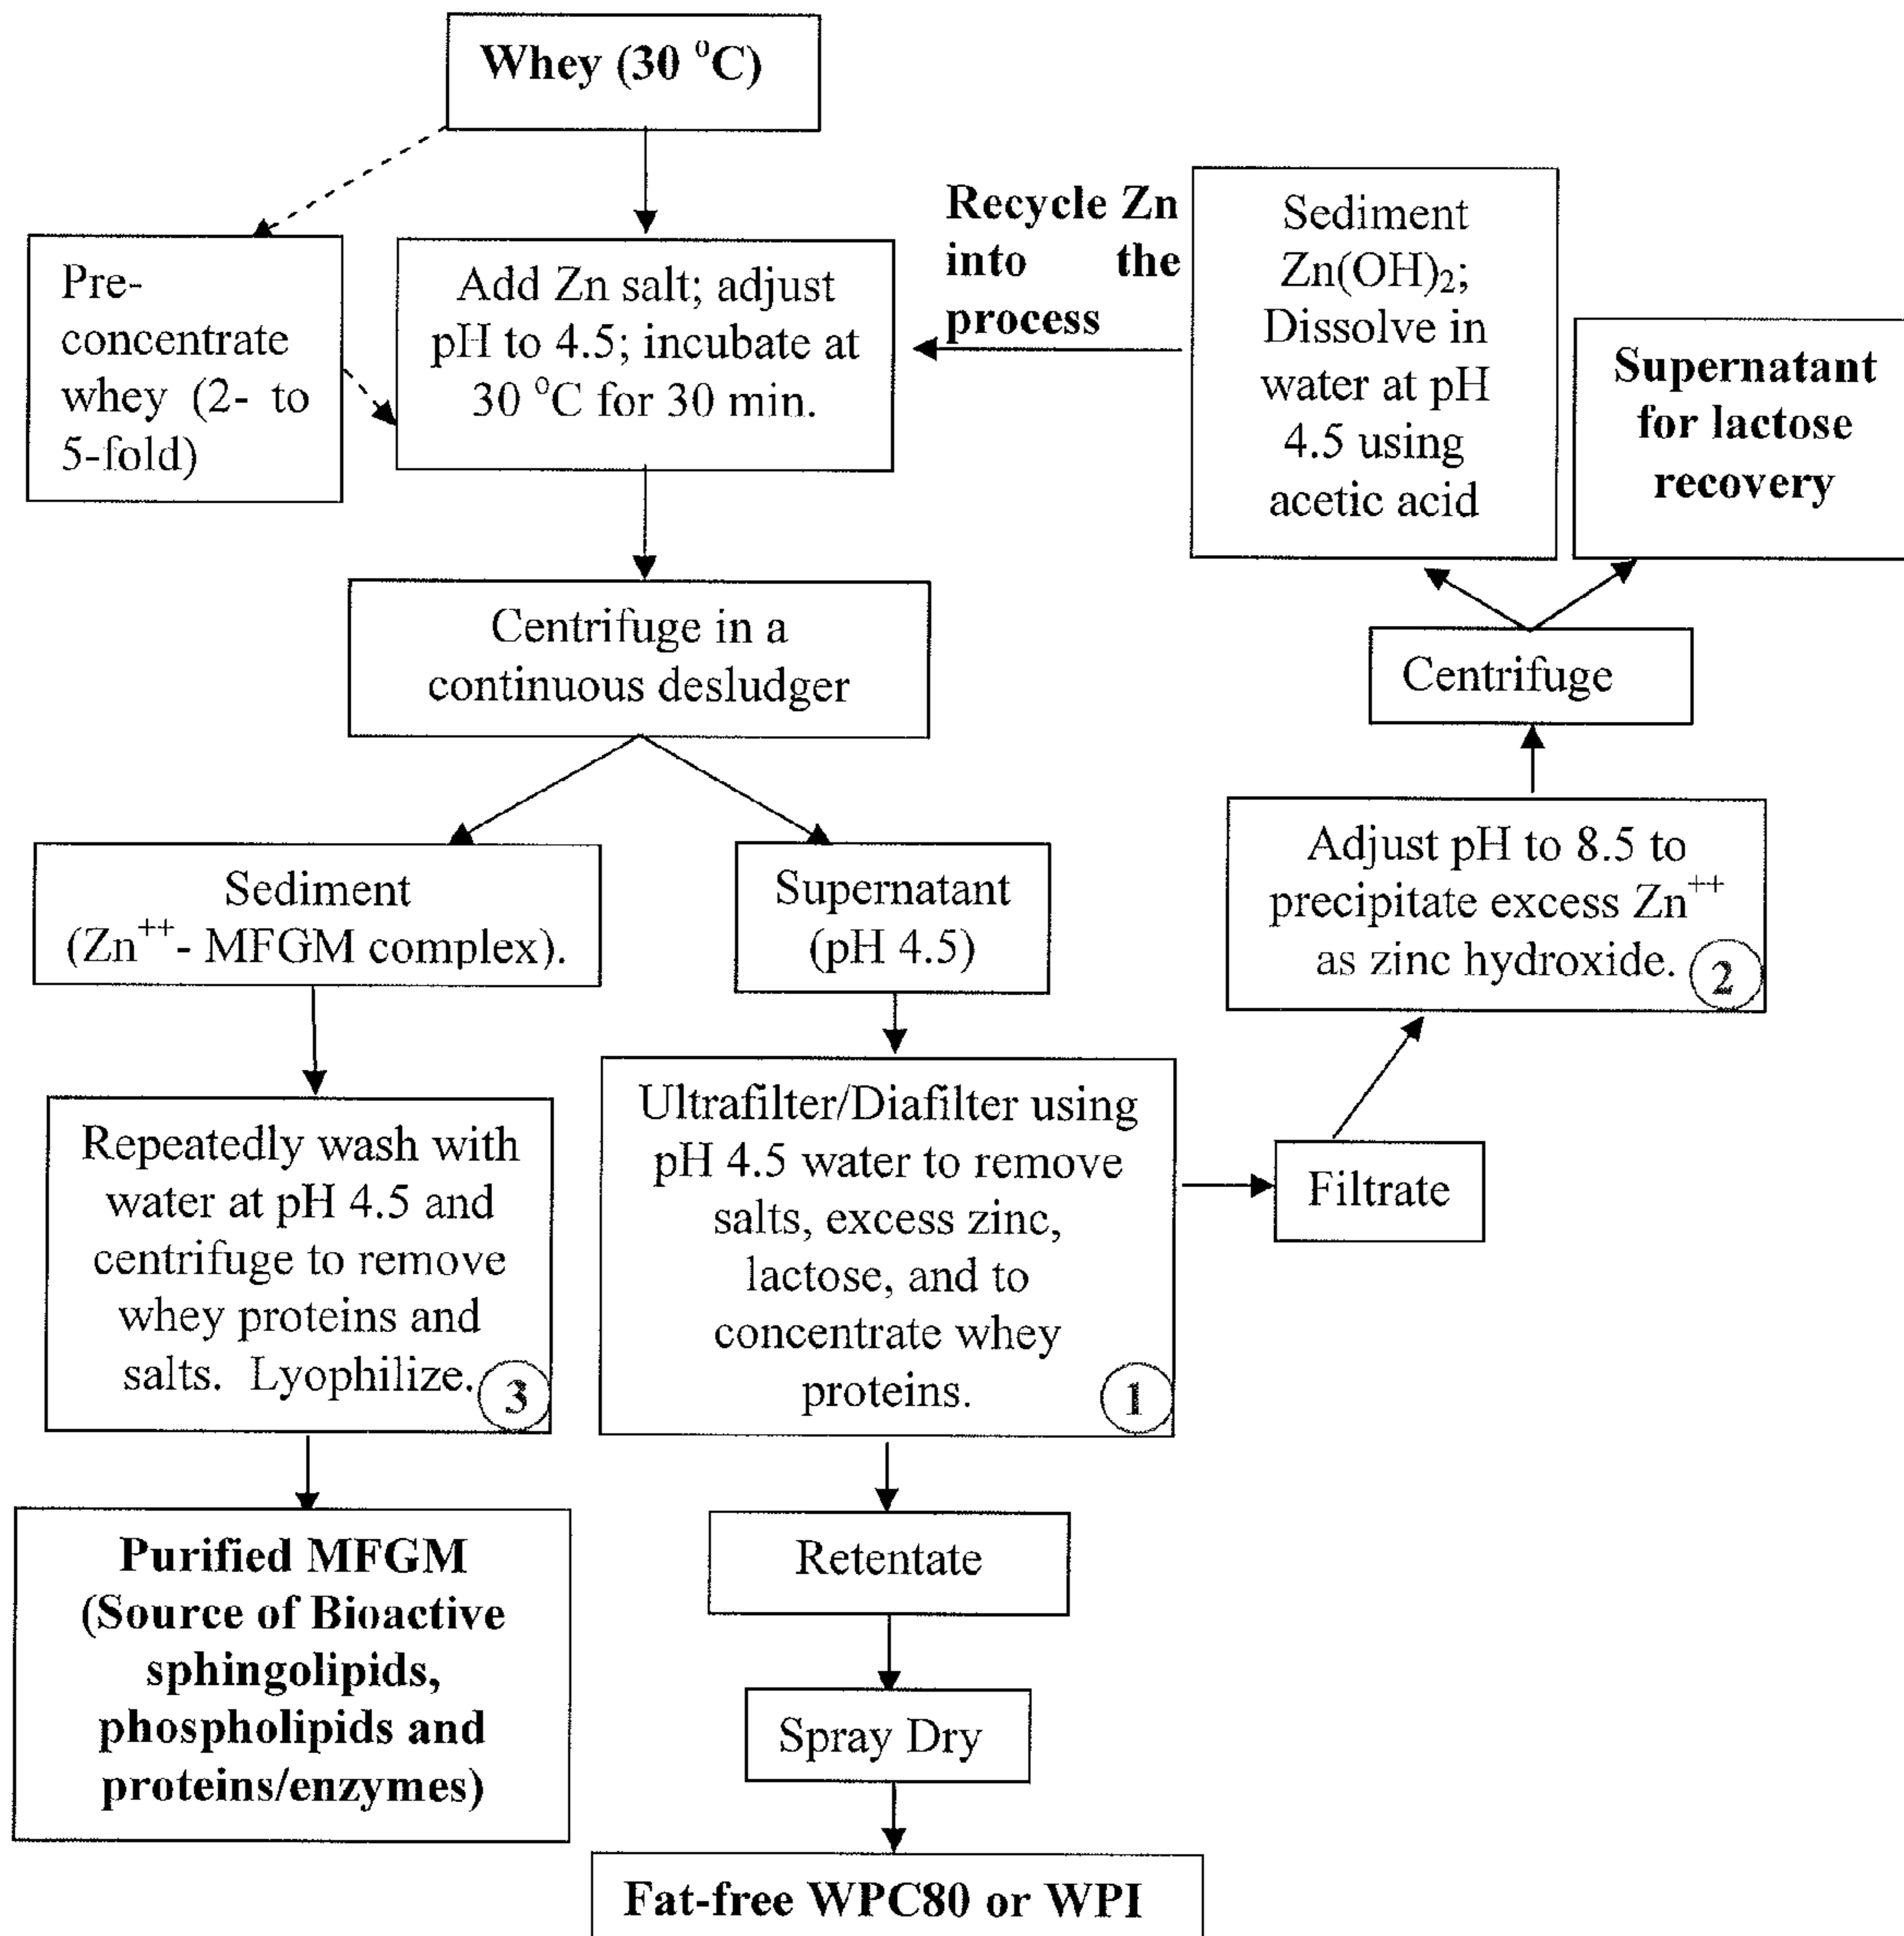 Whey (30 °C)
Pre-
concentrate
whey (2- to
5-fold)
Add Zn salt; adjust
pH to 4.5; incubate at
30 °C for 30 min.
Recycle Zn
into the
process
Sediment
Zn(OH)₂;
Dissolve in
water at pH
4.5 using
acetic acid
Supernatant
for lactose
recovery
Centrifuge in a
continuous desludger
Centrifuge
Sediment
(Zn⁺⁺- MFGM complex).
Supernatant
(pH 4.5)
Adjust pH to 8.5 to
precipitate excess Zn⁺⁺
as zinc hydroxide.
2
Repeatedly wash with
water at pH 4.5 and
centrifuge to remove
whey proteins and
salts. Lyophilize.
3
Ultrafilter/Diafilter using
pH 4.5 water to remove
salts, excess zinc,
lactose, and to
concentrate whey
proteins.
1
Filtrate
Purified MFGM
(Source of Bioactive
sphingolipids,
phospholipids and
proteins/enzymes)
Retentate
Spray Dry
Fat-free WPC80 or WPI